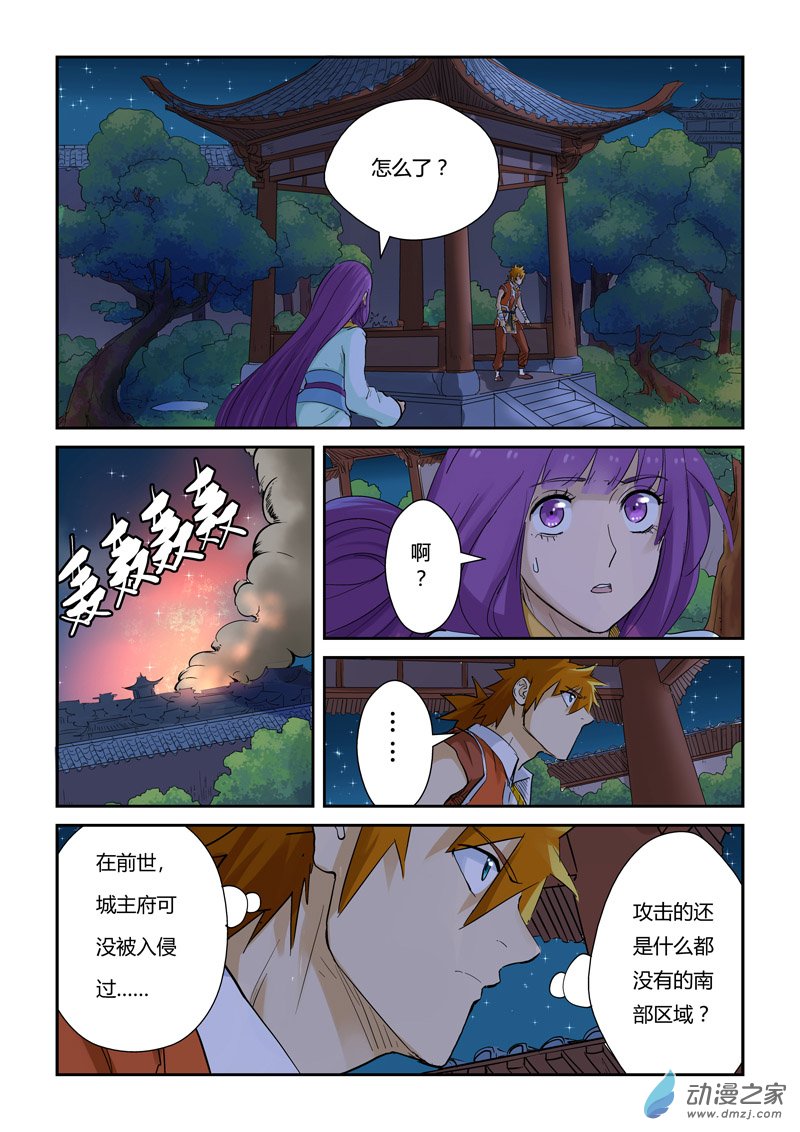 怎么了？
轰轰轰轰
啊
？
……
在前世，
城主府可
没被入侵
过……
攻击的还
是什么都
没有的南
部区域？
动漫之家
www.dmzj.com